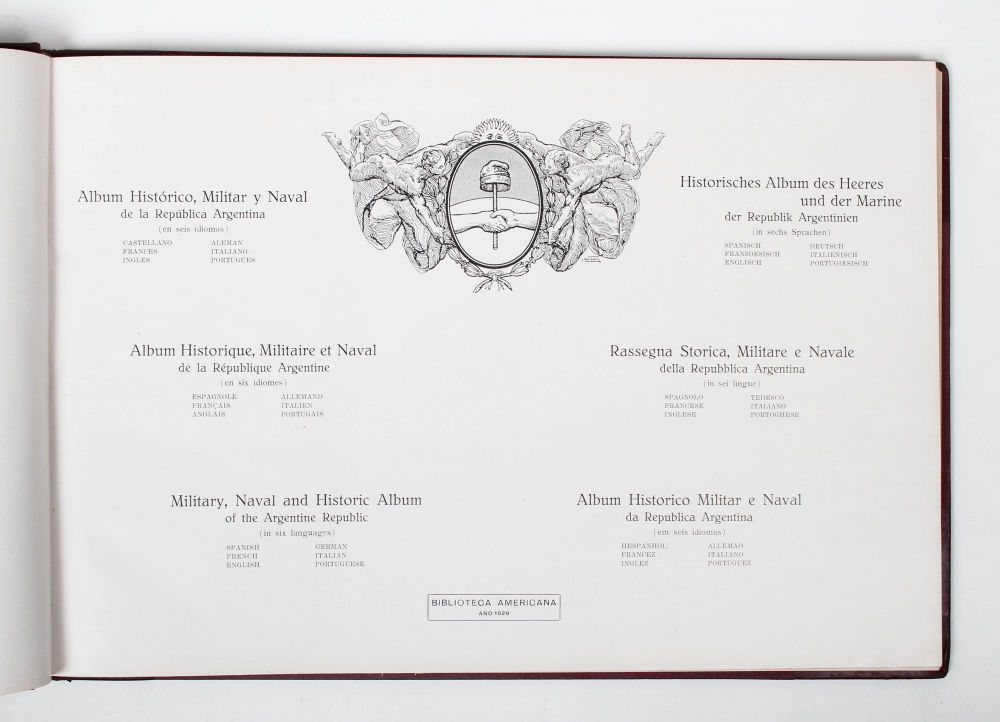 Album Histórico, Militar y Naval
de la República Argentina
(en seis idiomas)
CASTELLANO ALEMAN
FRANCES ITALIANO
INGLES PORTUGUES
Historisches Album des Heeres
und der Marine
der Republik Argentinien
(in sechs Sprachen)
SPANISCH DEUTSCH
FRANZOESISCH ITALIENISCH
ENGLISCH PORTUGIESISCH
Album Historique, Militaire et Naval
de la République Argentine
(en six idiomes)
ESPAGNOLE ALLEMAND
FRANÇAIS ITALIEN
ANGLAIS PORTUGAIS
Rassegna Storica, Militare e Navale
della Repubblica Argentina
(in sei lingue)
SPAGNOLO TEDESCO
FRANCESE ITALIANO
INGLESE PORTOGHESE
Military, Naval and Historic Album
of the Argentine Republic
(in six languages)
SPANISH GERMAN
FRENCH ITALIAN
ENGLISH PORTUGUESE
Album Historico Militar e Naval
da Republica Argentina
(em seis idiomas)
HESPANHOL ALLEMAO
FRANCEZ ITALIANO
INGLEZ PORTUGUEZ
BIBLIOTECA AMERICANA
AÑO 1929